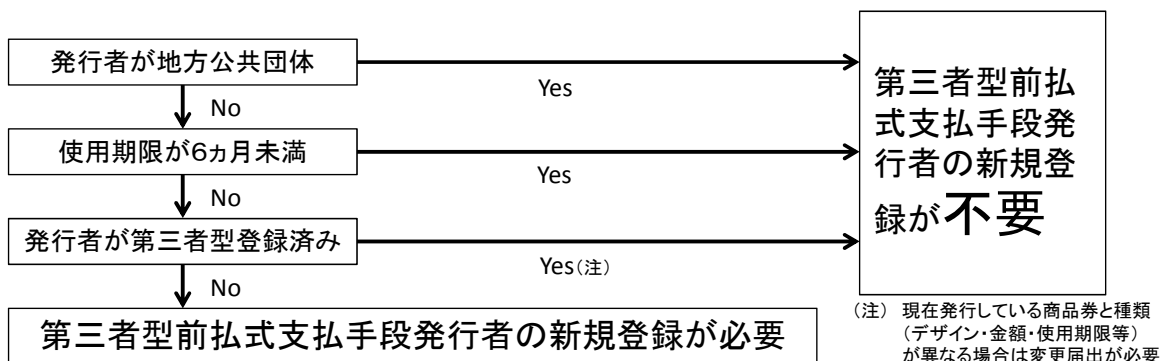 発行者が地方公共団体
Yes
No
使用期限が6ヵ月未満
Yes
No
発行者が第三者型登録済み
Yes(注)
No
第三者型前払式支払手段発行者の新規登録が必要
第三者型前払
式支払手段発
行者の新規登
録が不要
(注) 現在発行している商品券と種類
(デザイン・金額・使用期限等)
が異なる場合は変更届出が必要